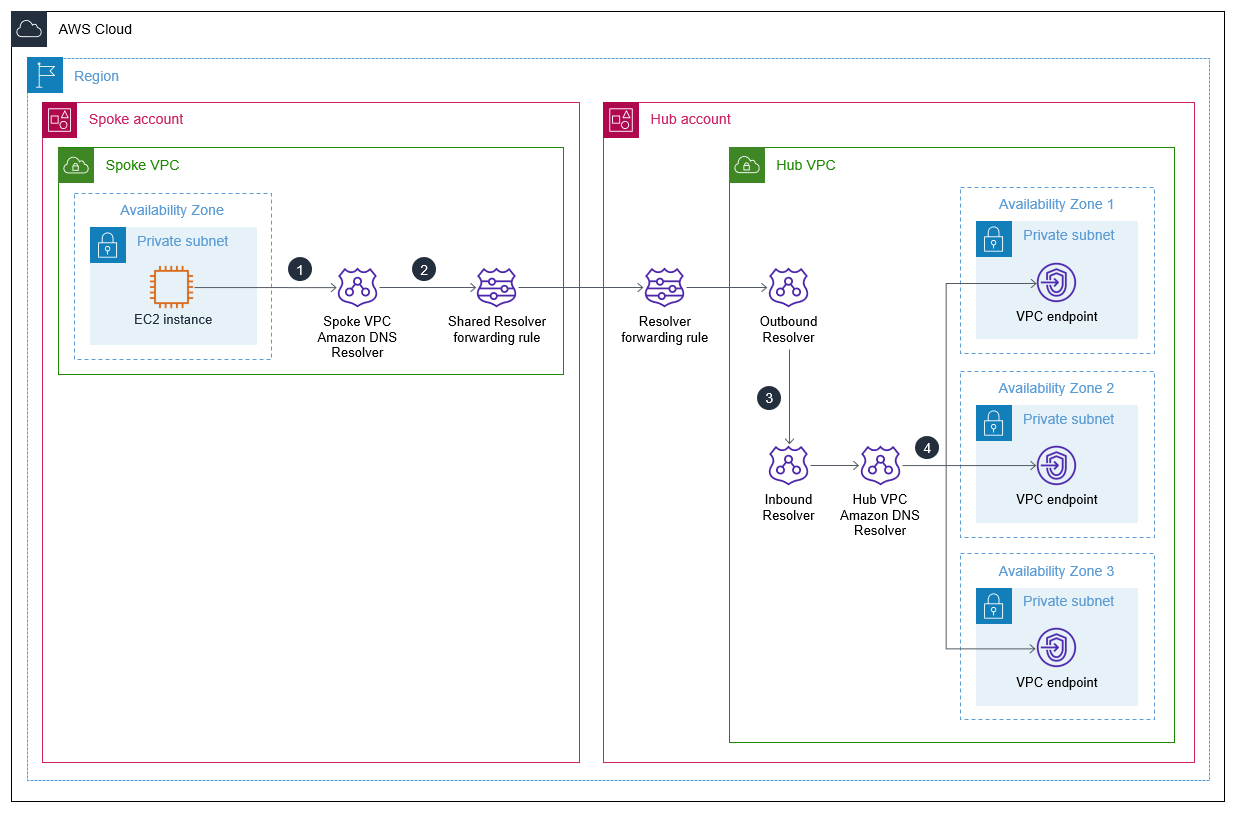 AWS Cloud
Region
Spoke account
Spoke VPC
Availability Zone
Private subnet
EC2 instance
1
Spoke VPC
Amazon DNS
Resolver
2
Shared Resolver
forwarding rule
Hub account
Resolver
forwarding rule
Hub VPC
Outbound
Resolver
3
Inbound
Resolver
Hub VPC
Amazon DNS
Resolver
4
Availability Zone 1
Private subnet
VPC endpoint
Availability Zone 2
Private subnet
VPC endpoint
Availability Zone 3
Private subnet
VPC endpoint